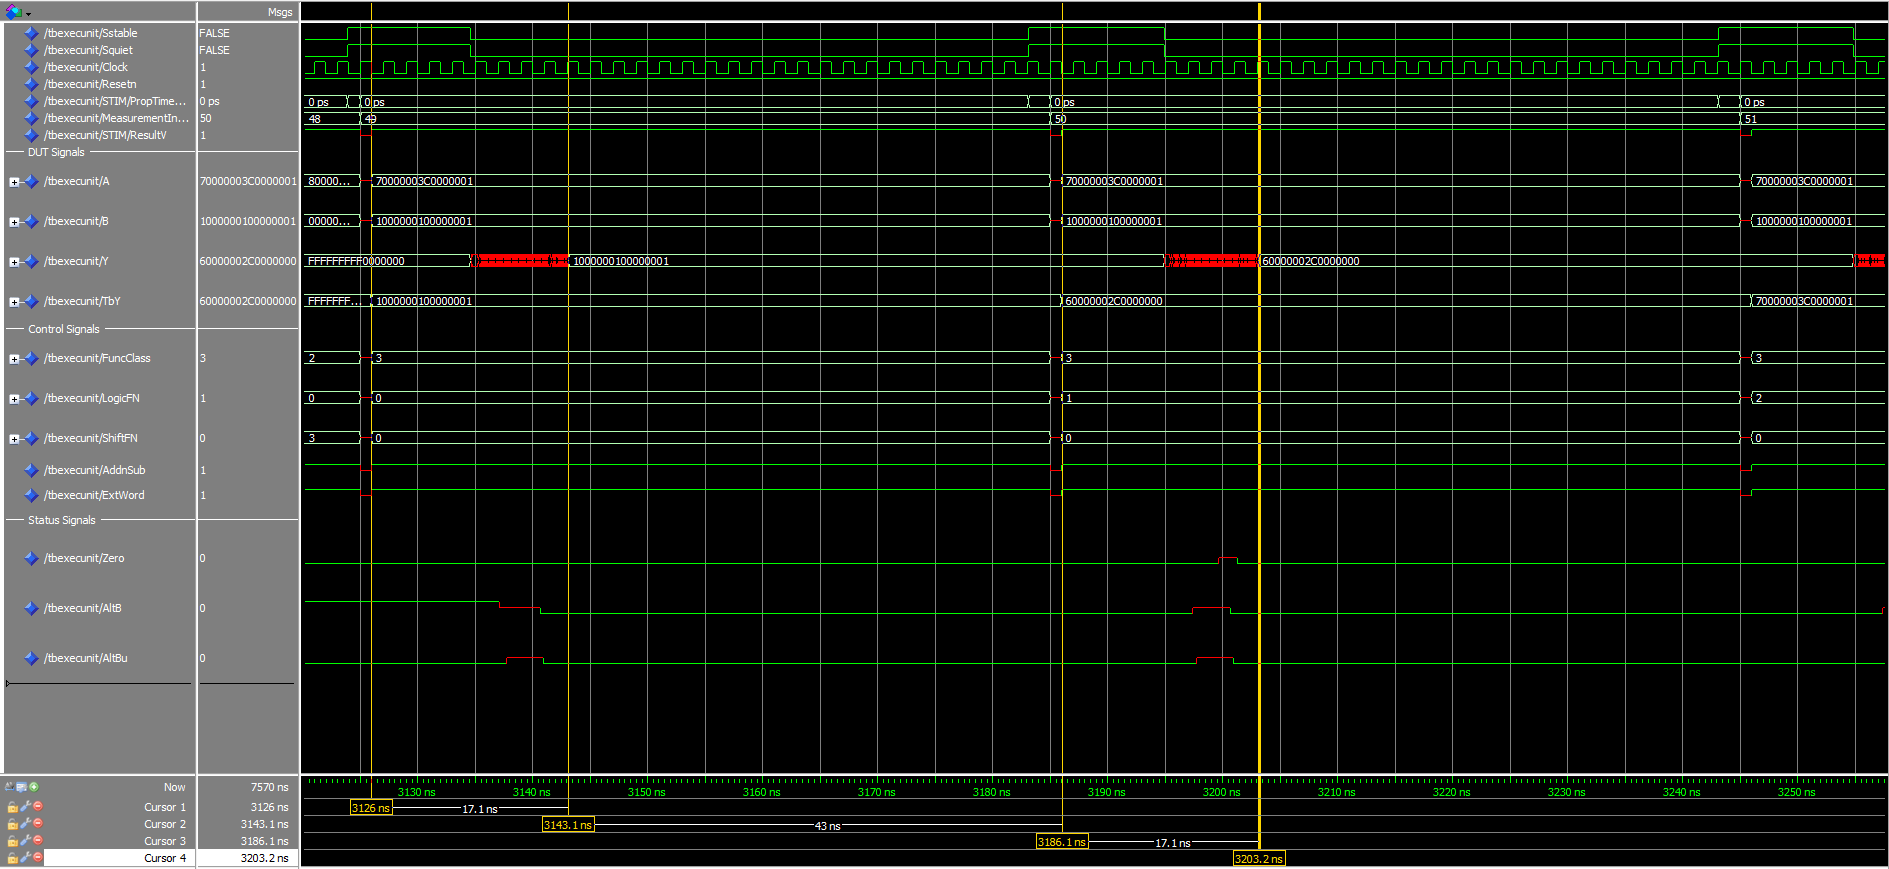 Msgs
/tbexecunit/Sstable FALSE
/tbexecunit/Squiet FALSE
/tbexecunit/Clock 1
/tbexecunit/Resetn 1
/tbexecunit/STIM/PropTime... 0 ps 0 ps 0 ps 0 ps 0 ps
/tbexecunit/MeasurementIn... 50 48 49 50 51
/tbexecunit/STIM/ResultV 1
DUT Signals
/tbexecunit/A 70000003C0000001 80000... 70000003C0000001 70000003C0000001 70000003C0000001
/tbexecunit/B 1000000100000001 00000... 1000000100000001 1000000100000001 1000000100000001
/tbexecunit/Y 60000002C0000000 FFFFFFFFF0000000 1000000100000001 60000002C0000000
/tbexecunit/TbY 60000002C0000000 FFFFFFF... 1000000100000001 60000002C0000000 70000003C0000001
Control Signals
/tbexecunit/FuncClass 3 2 3 3 3
/tbexecunit/LogicFN 1 0 0 1 2
/tbexecunit/ShiftFN 0 3 0 0 0
/tbexecunit/AddnSub 1
/tbexecunit/ExtWord 1
Status Signals
/tbexecunit/Zero 0
/tbexecunit/AltB 0
/tbexecunit/AltBu 0
Now 7570 ns 3130 ns 3140 ns 3150 ns 3160 ns 3170 ns 3180 ns 3190 ns 3200 ns 3210 ns 3220 ns 3230 ns 3240 ns 3250 ns
Cursor 1 3126 ns 3126 ns 17.1 ns
Cursor 2 3143.1 ns 3143.1 ns 43 ns
Cursor 3 3186.1 ns 3186.1 ns 17.1 ns
Cursor 4 3203.2 ns 3203.2 ns